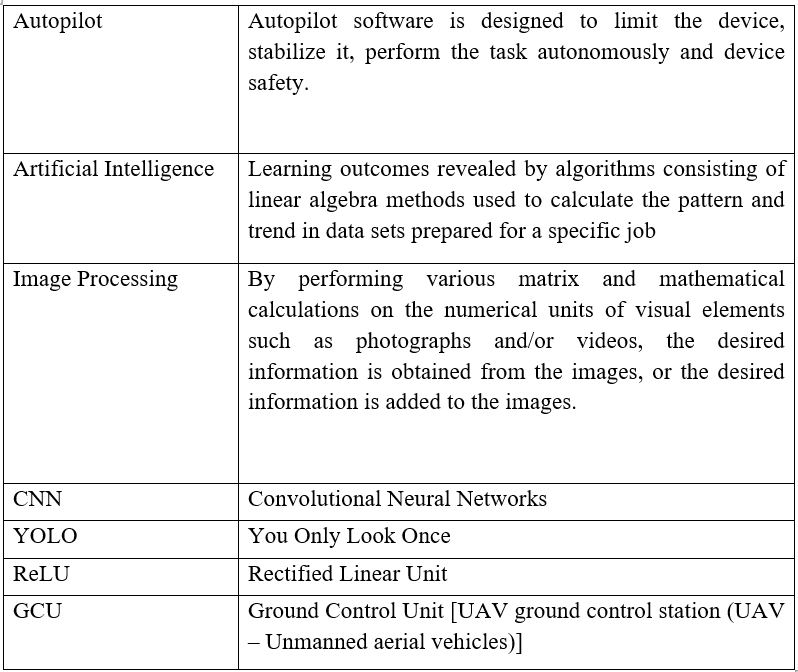 Autopilot
Autopilot software is designed to limit the device,
stabilize it, perform the task autonomously and device
safety.
Artificial Intelligence
Learning outcomes revealed by algorithms consisting of
linear algebra methods used to calculate the pattern and
trend in data sets prepared for a specific job
Image Processing
By performing various matrix and mathematical
calculations on the numerical units of visual elements
such as photographs and/or videos, the desired
information is obtained from the images, or the desired
information is added to the images.
CNN
Convolutional Neural Networks
YOLO
You Only Look Once
ReLU
Rectified Linear Unit
GCU
Ground Control Unit [UAV ground control station (UAV
– Unmanned aerial vehicles)]